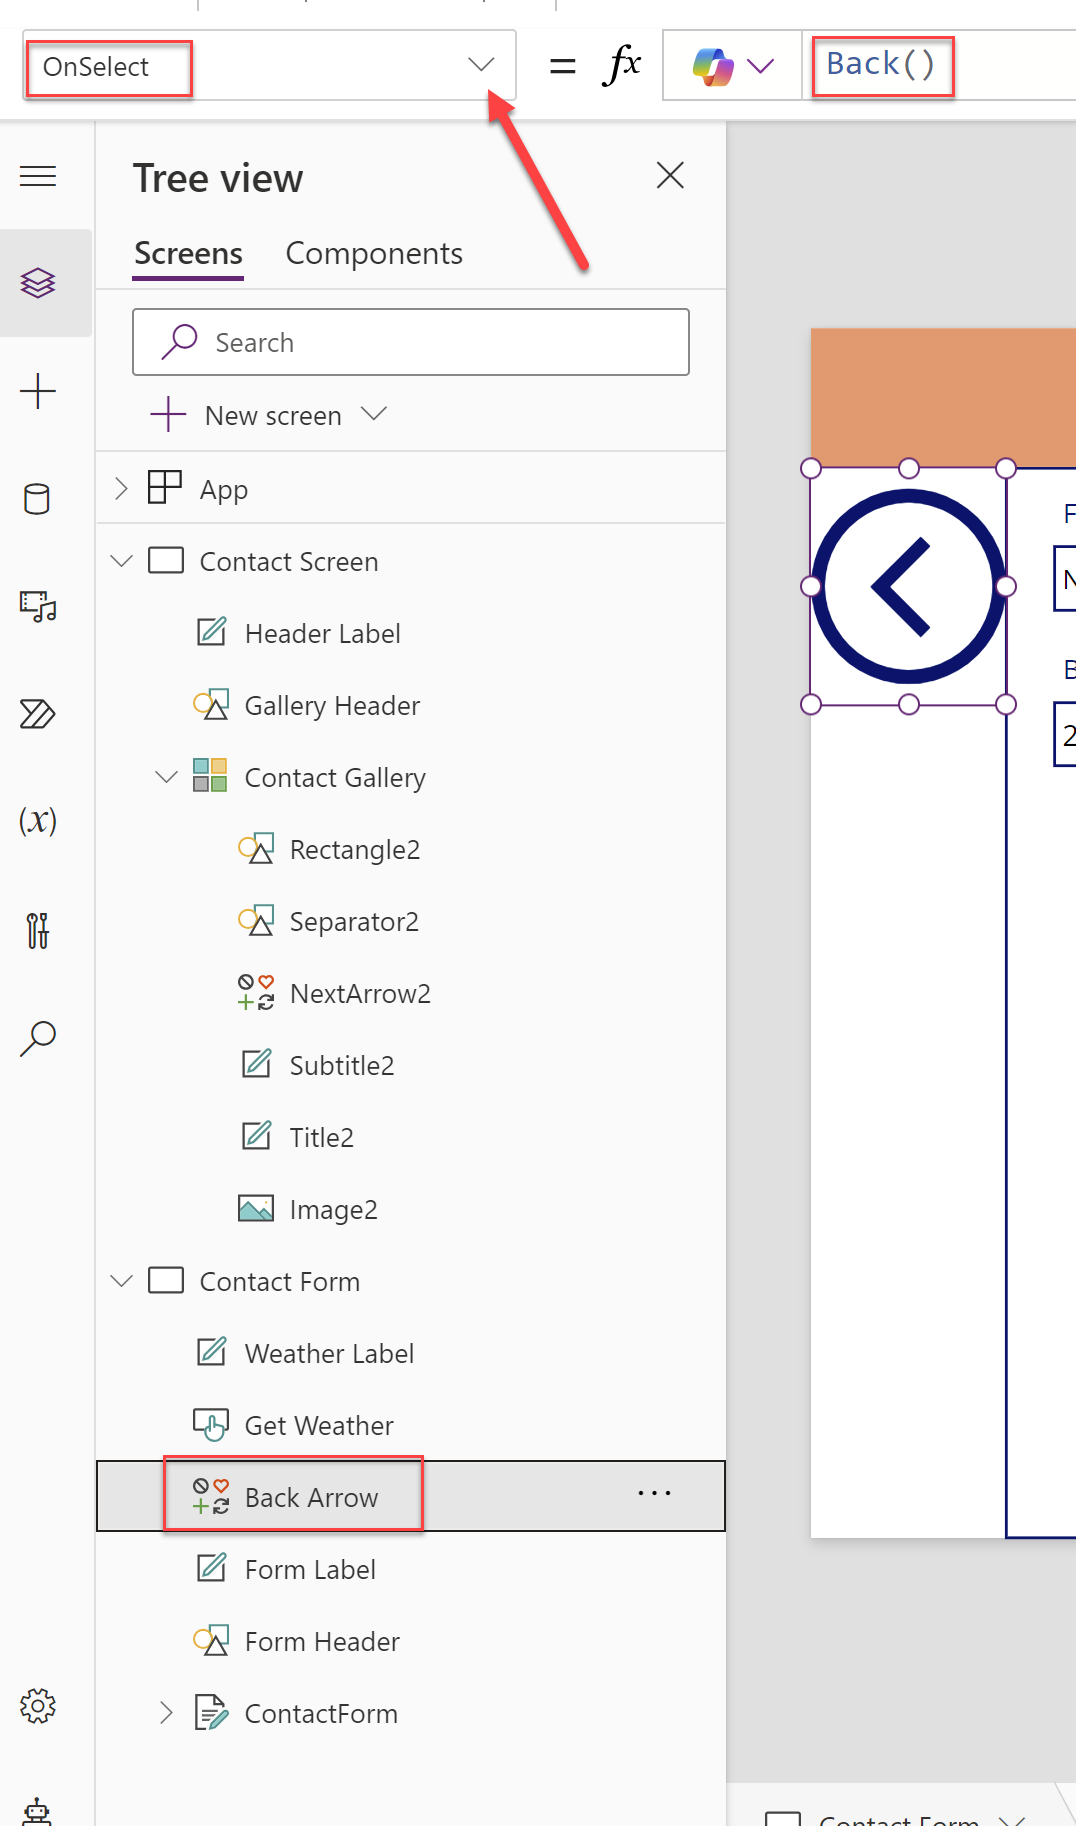 OnSelect
= fx
Back()
Tree view
Screens Components
Search
New screen
App
Contact Screen
Header Label
Gallery Header
Contact Gallery
Rectangle2
Separator2
NextArrow2
Subtitle2
Title2
Image2
Contact Form
Weather Label
Get Weather
Back Arrow
...
Form Label
Form Header
ContactForm
(x)
F
N
B
2
Contact Form